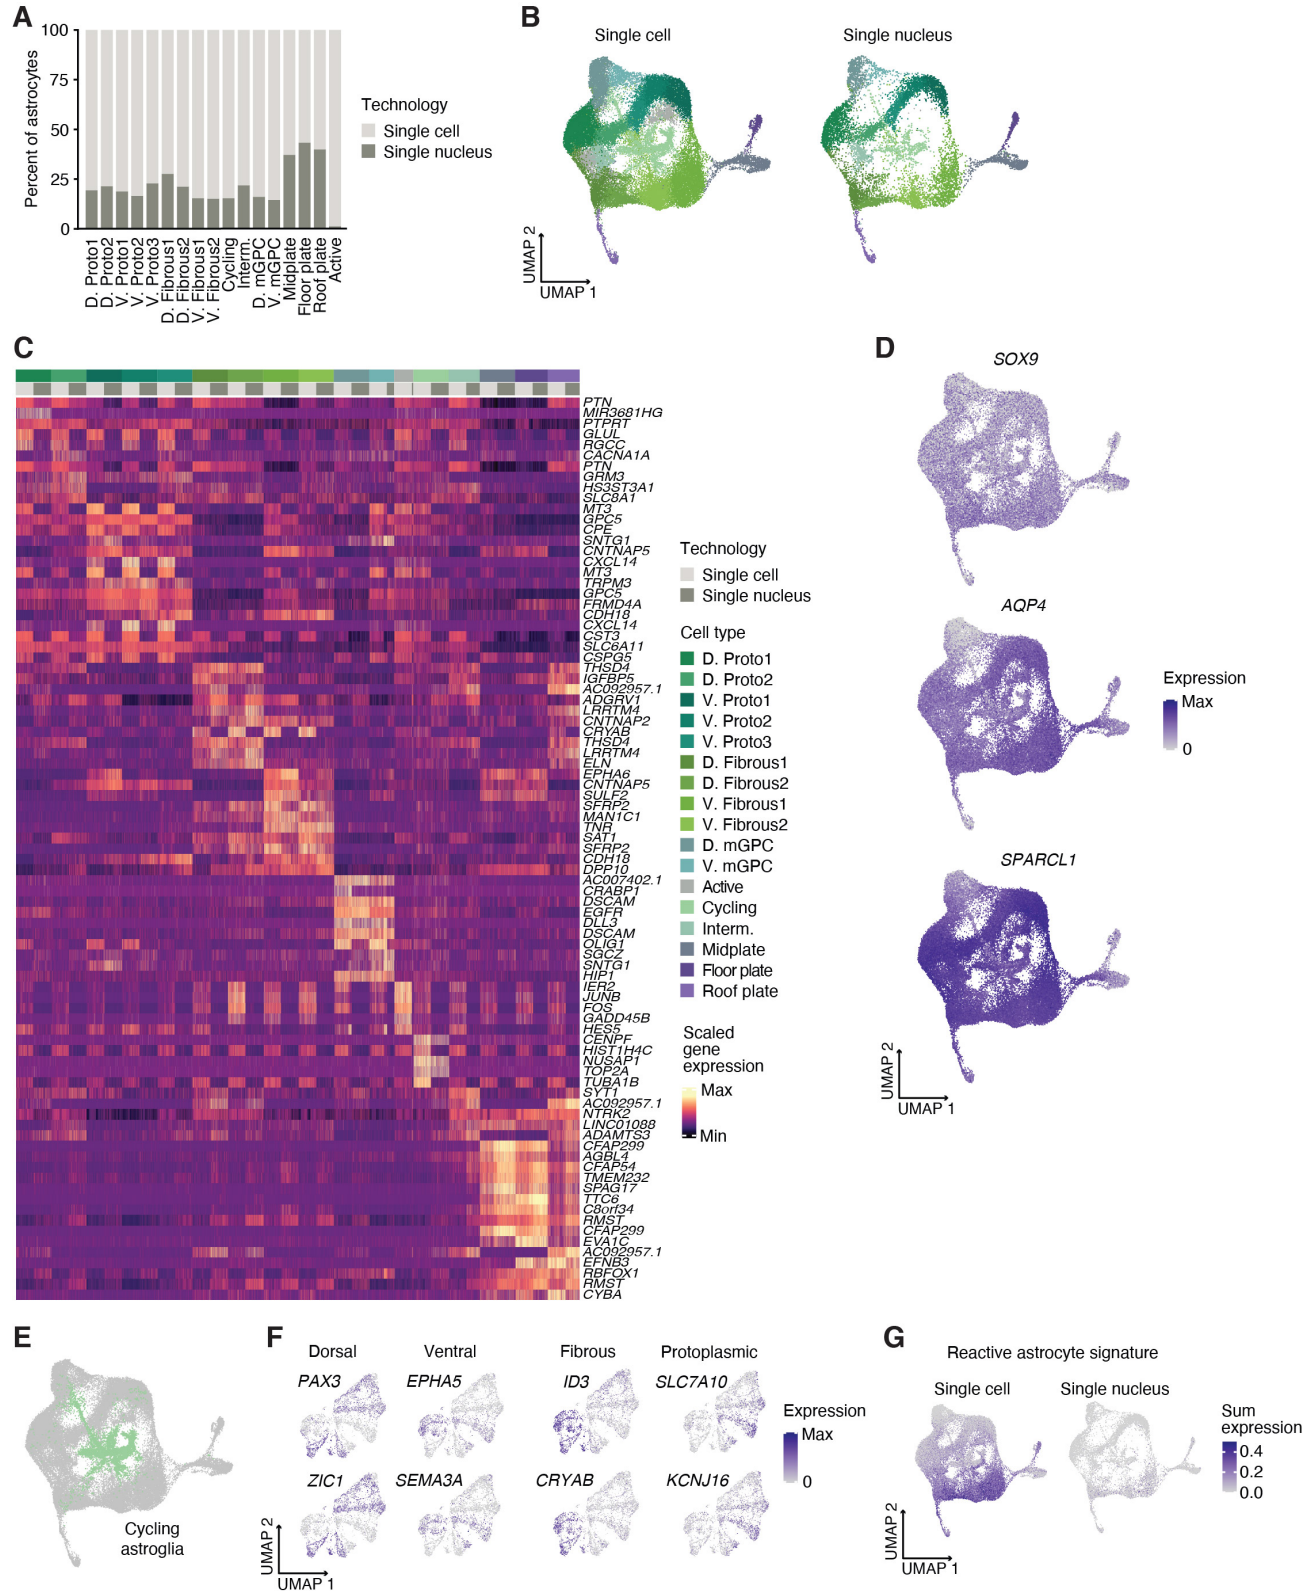 A
100
75
50
25
0
Percent of astrocytes
D. Proto1
D. Proto2
V. Proto1
V. Proto2
V. Proto3
D. Fibrous1
D. Fibrous2
V. Fibrous1
V. Fibrous2
Cycling
Interm.
D. mGPC
V. mGPC
Midplate
Floor plate
Roof plate
Active
Technology
Single cell
Single nucleus
B
Single cell
Single nucleus
UMAP 2
UMAP 1
C
PTN
MIR3681HG
PTPRT
GLUL
RGCC
CACNA1A
PTN
GRM3
HS3ST3A1
SLC8A1
MT3
GPC5
CPE
SNTG1
CNTNAP5
CXCL14
MT3
TRPM3
GPC5
FRMD4A
CDH18
CXCL14
CST3
SLC6A11
CSPG5
THSD4
IGFBP5
AC092957.1
ADGRV1
LRRTM4
CNTNAP2
CRYAB
THSD4
LRRTM4
ELN
EPHA6
CNTNAP5
SULF2
SFRP2
MAN1C1
TNR
SAT1
SFRP2
CDH18
DPP10
AC007402.1
CRABP1
DSCAM
EGFR
DLL3
DSCAM
OLIG1
SGCZ
SNTG1
HIP1
IER2
JUNB
FOS
GADD45B
HES5
CENPF
HIST1H4C
NUSAP1
TOP2A
TUBA1B
SYT1
AC092957.1
NTRK2
LINC01088
ADAMTS3
CFAP299
AGBL4
CFAP54
TMEM232
SPAG17
TTC6
C8orf34
RMST
CFAP299
EVA1C
AC092957.1
EFNB3
RBFOX1
RMST
CYBA
Technology
Single cell
Single nucleus
Cell type
D. Proto1
D. Proto2
V. Proto1
V. Proto2
V. Proto3
D. Fibrous1
D. Fibrous2
V. Fibrous1
V. Fibrous2
D. mGPC
V. mGPC
Active
Cycling
Interm.
Midplate
Floor plate
Roof plate
Scaled
gene
expression
Max
Min
D
SOX9
AQP4
SPARCL1
Expression
Max
0
UMAP 2
UMAP 1
E
Cycling
astroglia
F
Dorsal
Ventral
Fibrous
Protoplasmic
PAX3
EPHA5
ID3
SLC7A10
ZIC1
SEMA3A
CRYAB
KCNJ16
Expression
Max
0
UMAP 2
UMAP 1
G
Reactive astrocyte signature
Single cell
Single nucleus
Sum
expression
0.4
0.2
0.0
UMAP 2
UMAP 1